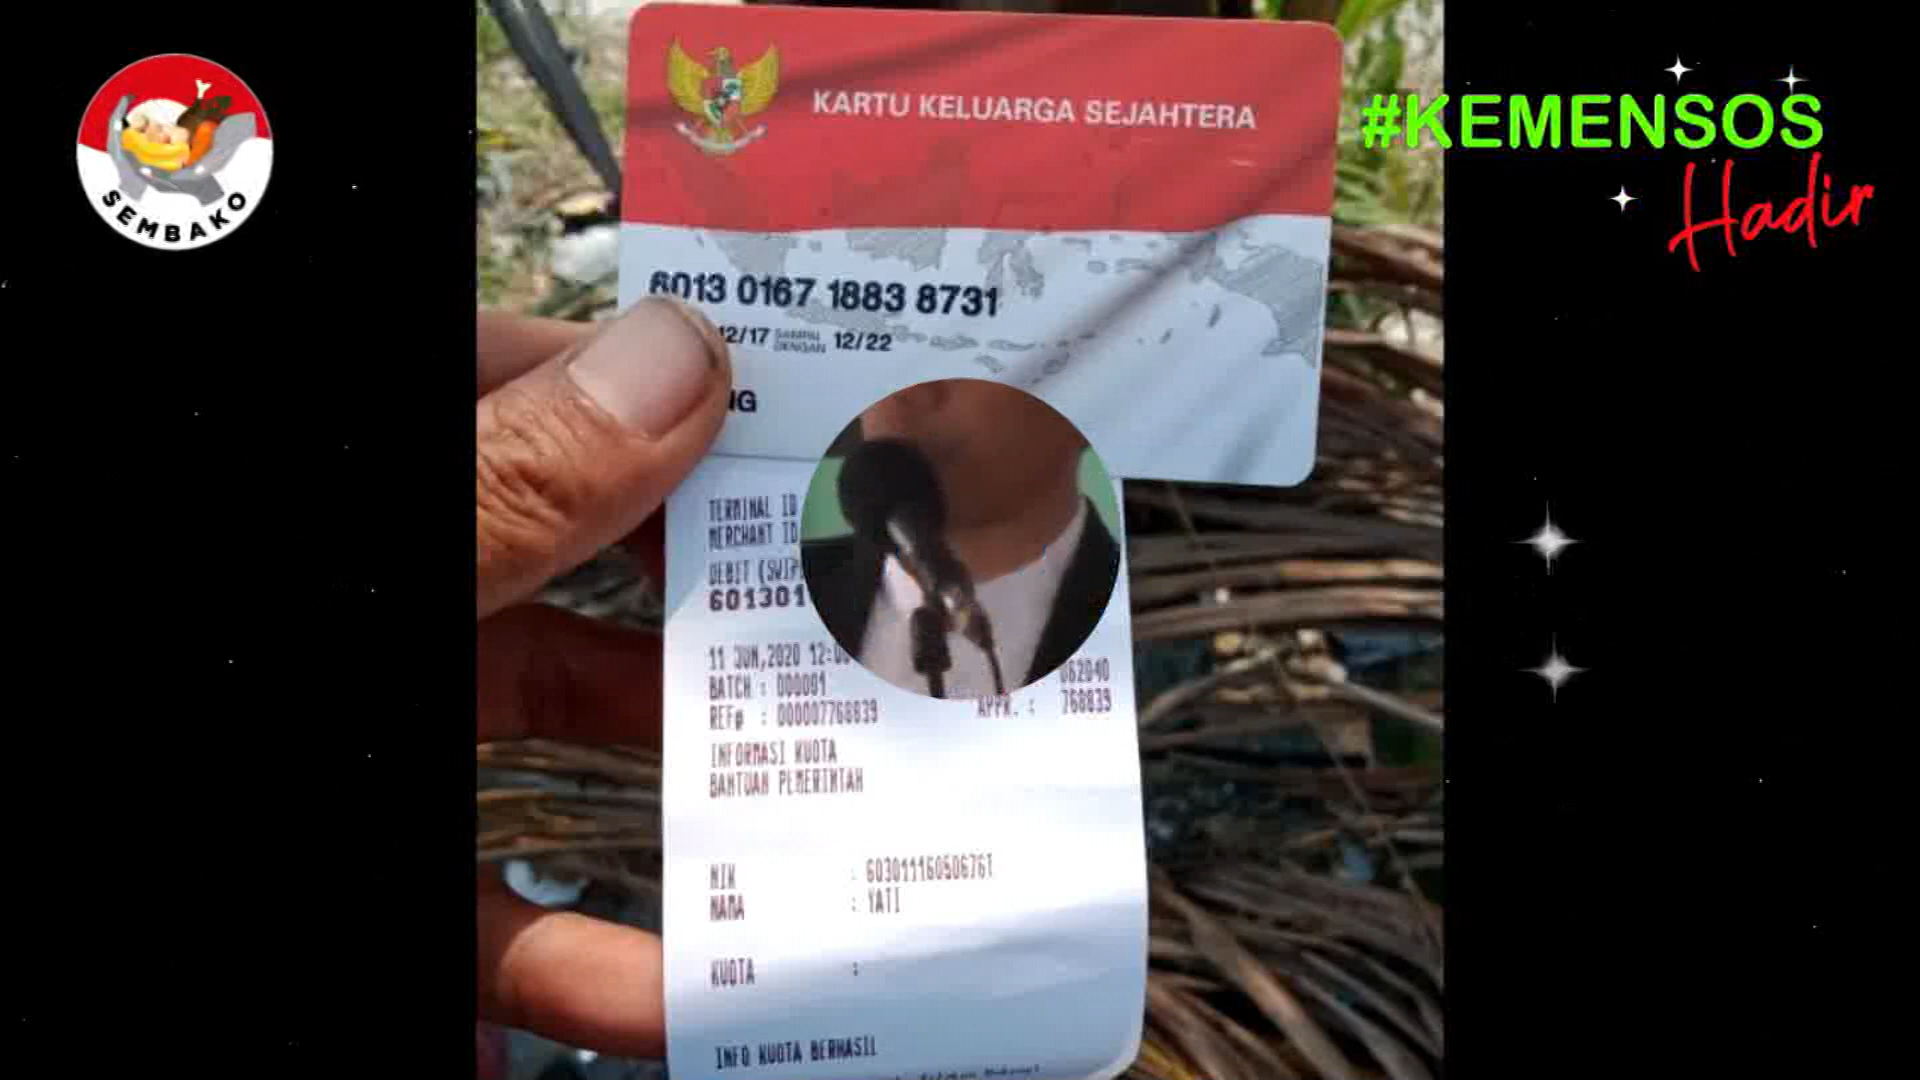 SEMBAKO
#KEMENSOS
Hadir
KARTU KELUARGA SEJAHTERA
6013 0167 1883 8731
12/17 SAMPAI DENGAN 12/22
NG
TERMINAL ID
MERCHANT ID
DEBIT (SWIP
601301
11 JUN,2020 12:0
062040
BATCH : 000091
REF# : 000007768839 APPR. : 768839
INFORMASI KUOTA
BANTUAN PEMERINTAH
NIK :
NAMA : YATI
KUOTA :
INFO KUOTA BERHASIL